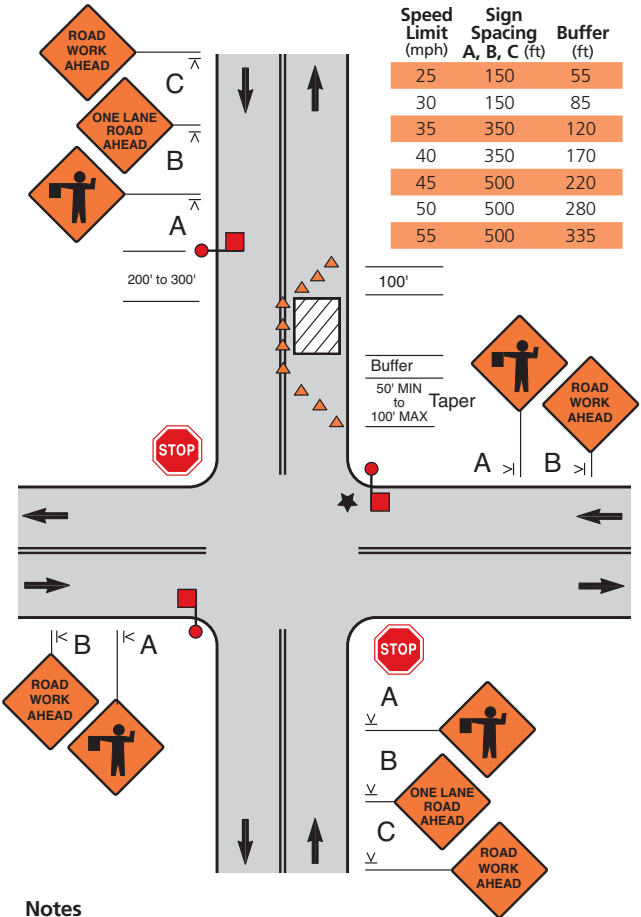 ROAD
WORK
AHEAD
C
ONE LANE
ROAD
AHEAD
B
A
200' to 300'
Speed Limit (mph) Sign Spacing A, B, C (ft) Buffer (ft)
25 150 55
30 150 85
35 350 120
40 350 170
45 500 220
50 500 280
55 500 335
100'
Buffer
50' MIN
to
100' MAX
Taper
ROAD
WORK
AHEAD
A B
STOP
B A
ROAD
WORK
AHEAD
STOP
A
B
ONE LANE
ROAD
AHEAD
C
ROAD
WORK
AHEAD
Notes